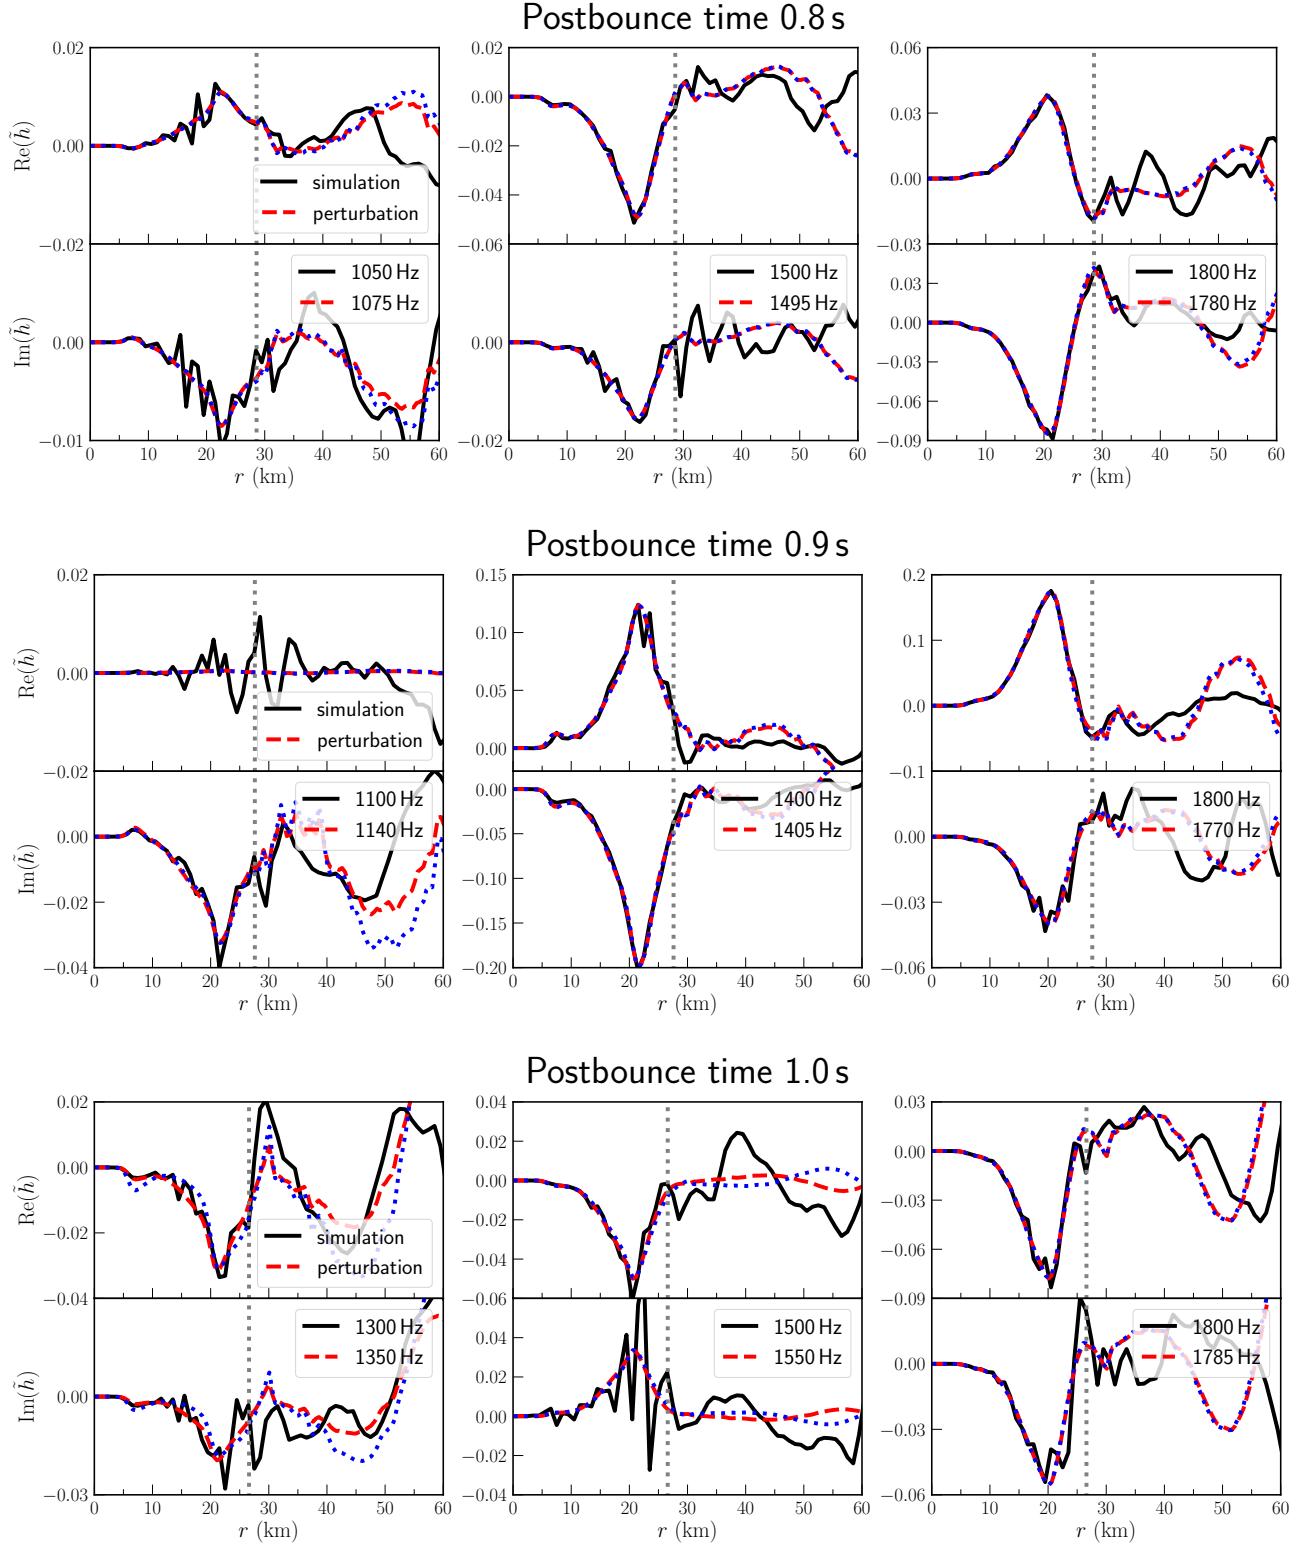 Postbounce time 0.8 s
0.02
0.01
0.00
−0.02
Re(h̃)
simulation
perturbation
0.02
0.00
−0.02
−0.04
−0.06
0.06
0.03
0.00
−0.03
Im(h̃)
0.00
−0.01
1050 Hz
1075 Hz
0.00
−0.02
1500 Hz
1495 Hz
0.03
0.00
−0.03
−0.06
−0.09
1800 Hz
1780 Hz
0 10 20 30 40 50 60
0 10 20 30 40 50 60
0 10 20 30 40 50 60
r (km)
r (km)
r (km)
Postbounce time 0.9 s
0.02
0.00
−0.02
Re(h̃)
simulation
perturbation
0.15
0.10
0.05
0.00
0.2
0.1
0.0
−0.1
Im(h̃)
0.00
−0.02
−0.04
1100 Hz
1140 Hz
0.00
−0.05
−0.10
−0.15
−0.20
1400 Hz
1405 Hz
0.00
−0.03
−0.06
1800 Hz
1770 Hz
0 10 20 30 40 50 60
0 10 20 30 40 50 60
0 10 20 30 40 50 60
r (km)
r (km)
r (km)
Postbounce time 1.0 s
0.02
0.00
−0.02
−0.04
Re(h̃)
simulation
perturbation
0.04
0.02
0.00
−0.02
−0.04
−0.06
0.03
0.00
−0.03
−0.06
−0.09
Im(h̃)
0.00
−0.03
1300 Hz
1350 Hz
0.04
0.02
0.00
−0.02
−0.04
1500 Hz
1550 Hz
0.00
−0.03
−0.06
1800 Hz
1785 Hz
0 10 20 30 40 50 60
0 10 20 30 40 50 60
0 10 20 30 40 50 60
r (km)
r (km)
r (km)